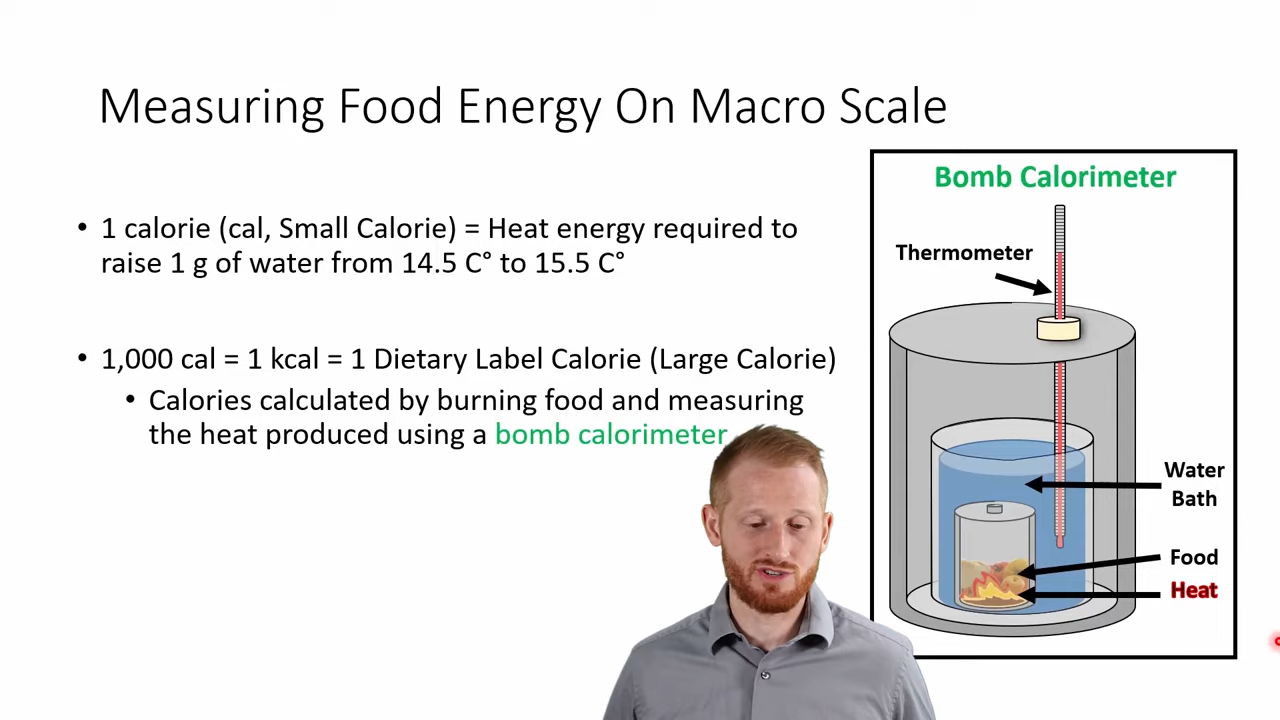 Measuring Food Energy On Macro Scale
• 1 calorie (cal, Small Calorie) = Heat energy required to
raise 1 g of water from 14.5 C° to 15.5 C°
• 1,000 cal = 1 kcal = 1 Dietary Label Calorie (Large Calorie)
• Calories calculated by burning food and measuring
the heat produced using a bomb calorimeter
Bomb Calorimeter
Thermometer
Water
Bath
Food
Heat